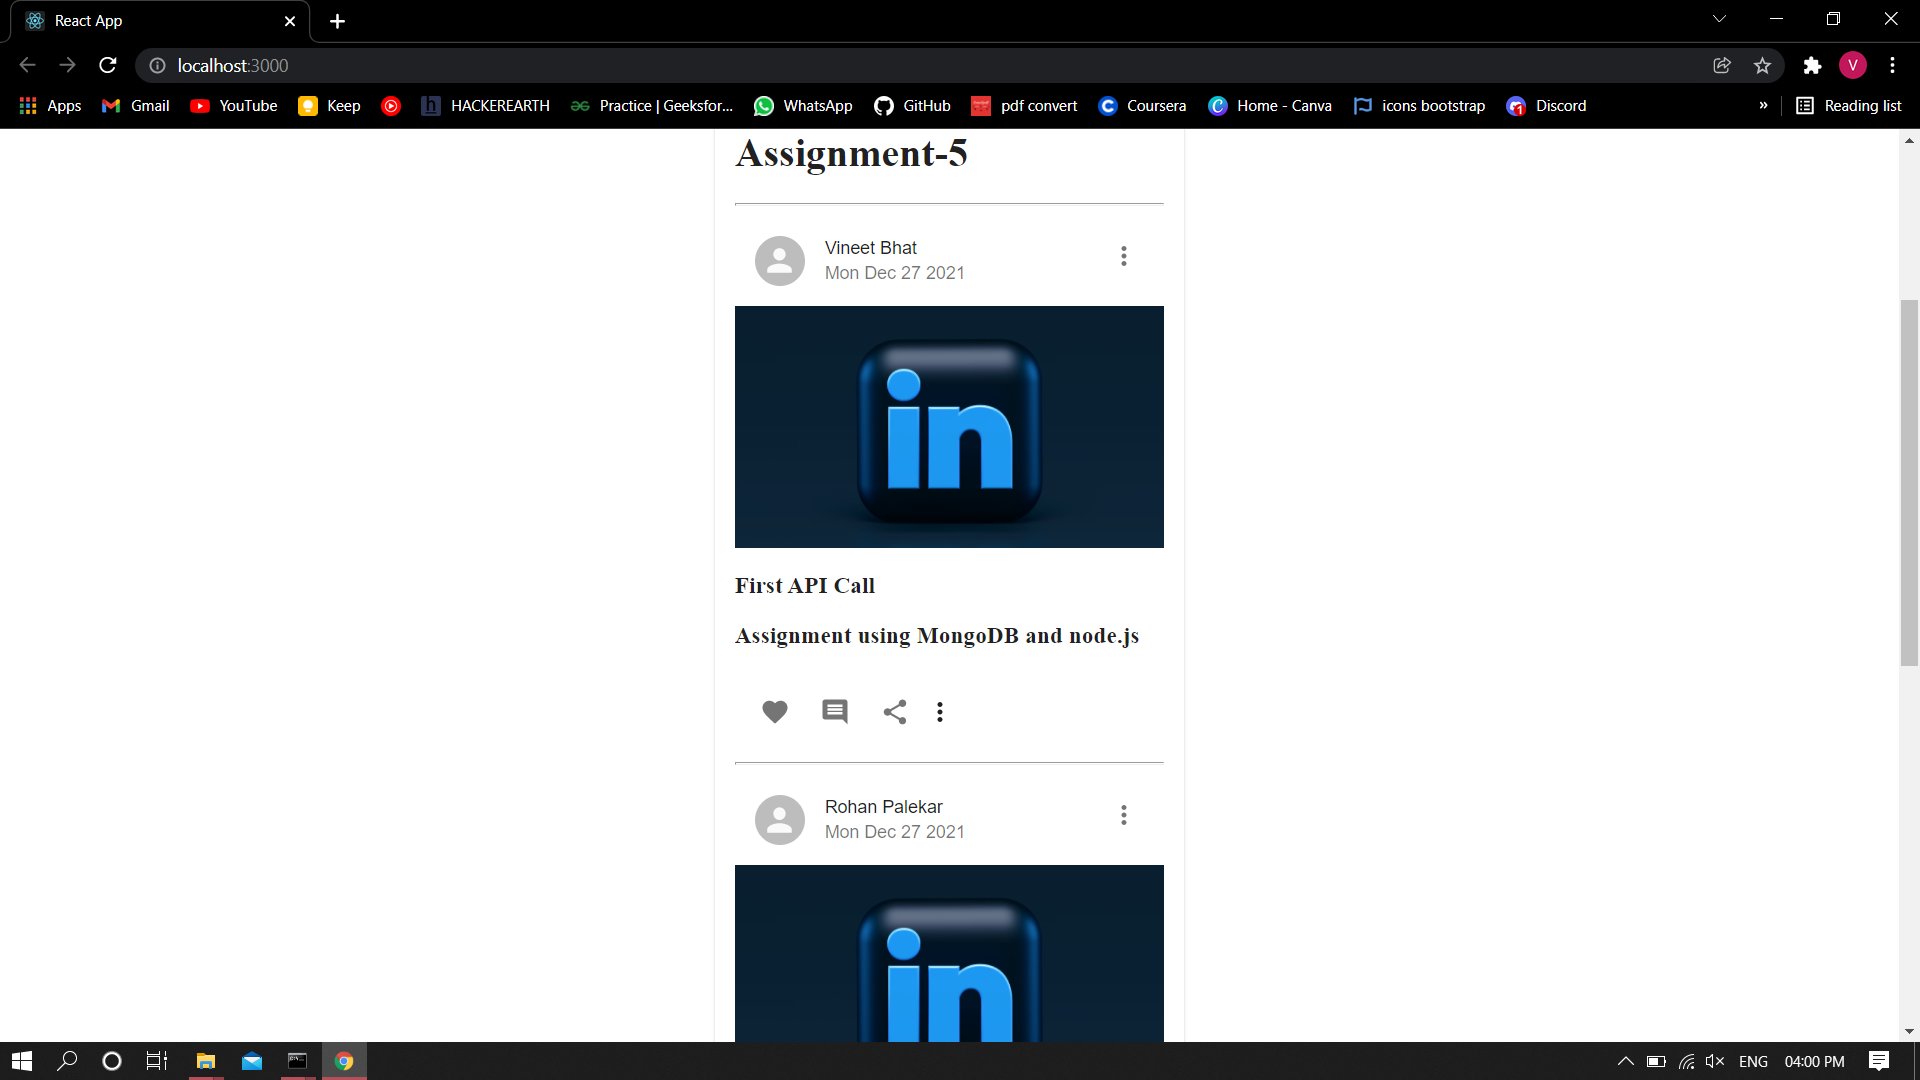 React App
localhost:3000
V
Apps Gmail YouTube Keep HACKEREARTH Practice | Geeksfor... WhatsApp GitHub pdf convert Coursera Home - Canva icons bootstrap Discord » Reading list
Assignment-5
Vineet Bhat
Mon Dec 27 2021
in
First API Call
Assignment using MongoDB and node.js
Rohan Palekar
Mon Dec 27 2021
in
ENG 04:00 PM